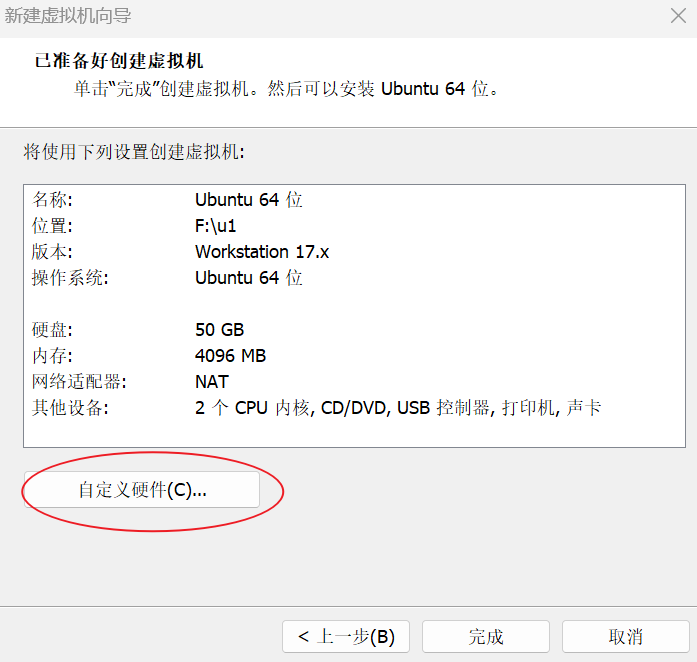 新建虚拟机向导
已准备好创建虚拟机
单击“完成”创建虚拟机。然后可以安装 Ubuntu 64 位。
将使用下列设置创建虚拟机:
名称: Ubuntu 64 位
位置: F:\u1
版本: Workstation 17.x
操作系统: Ubuntu 64 位
硬盘: 50 GB
内存: 4096 MB
网络适配器: NAT
其他设备: 2 个 CPU 内核, CD/DVD, USB 控制器, 打印机, 声卡
自定义硬件(C)...
< 上一步(B) 完成 取消